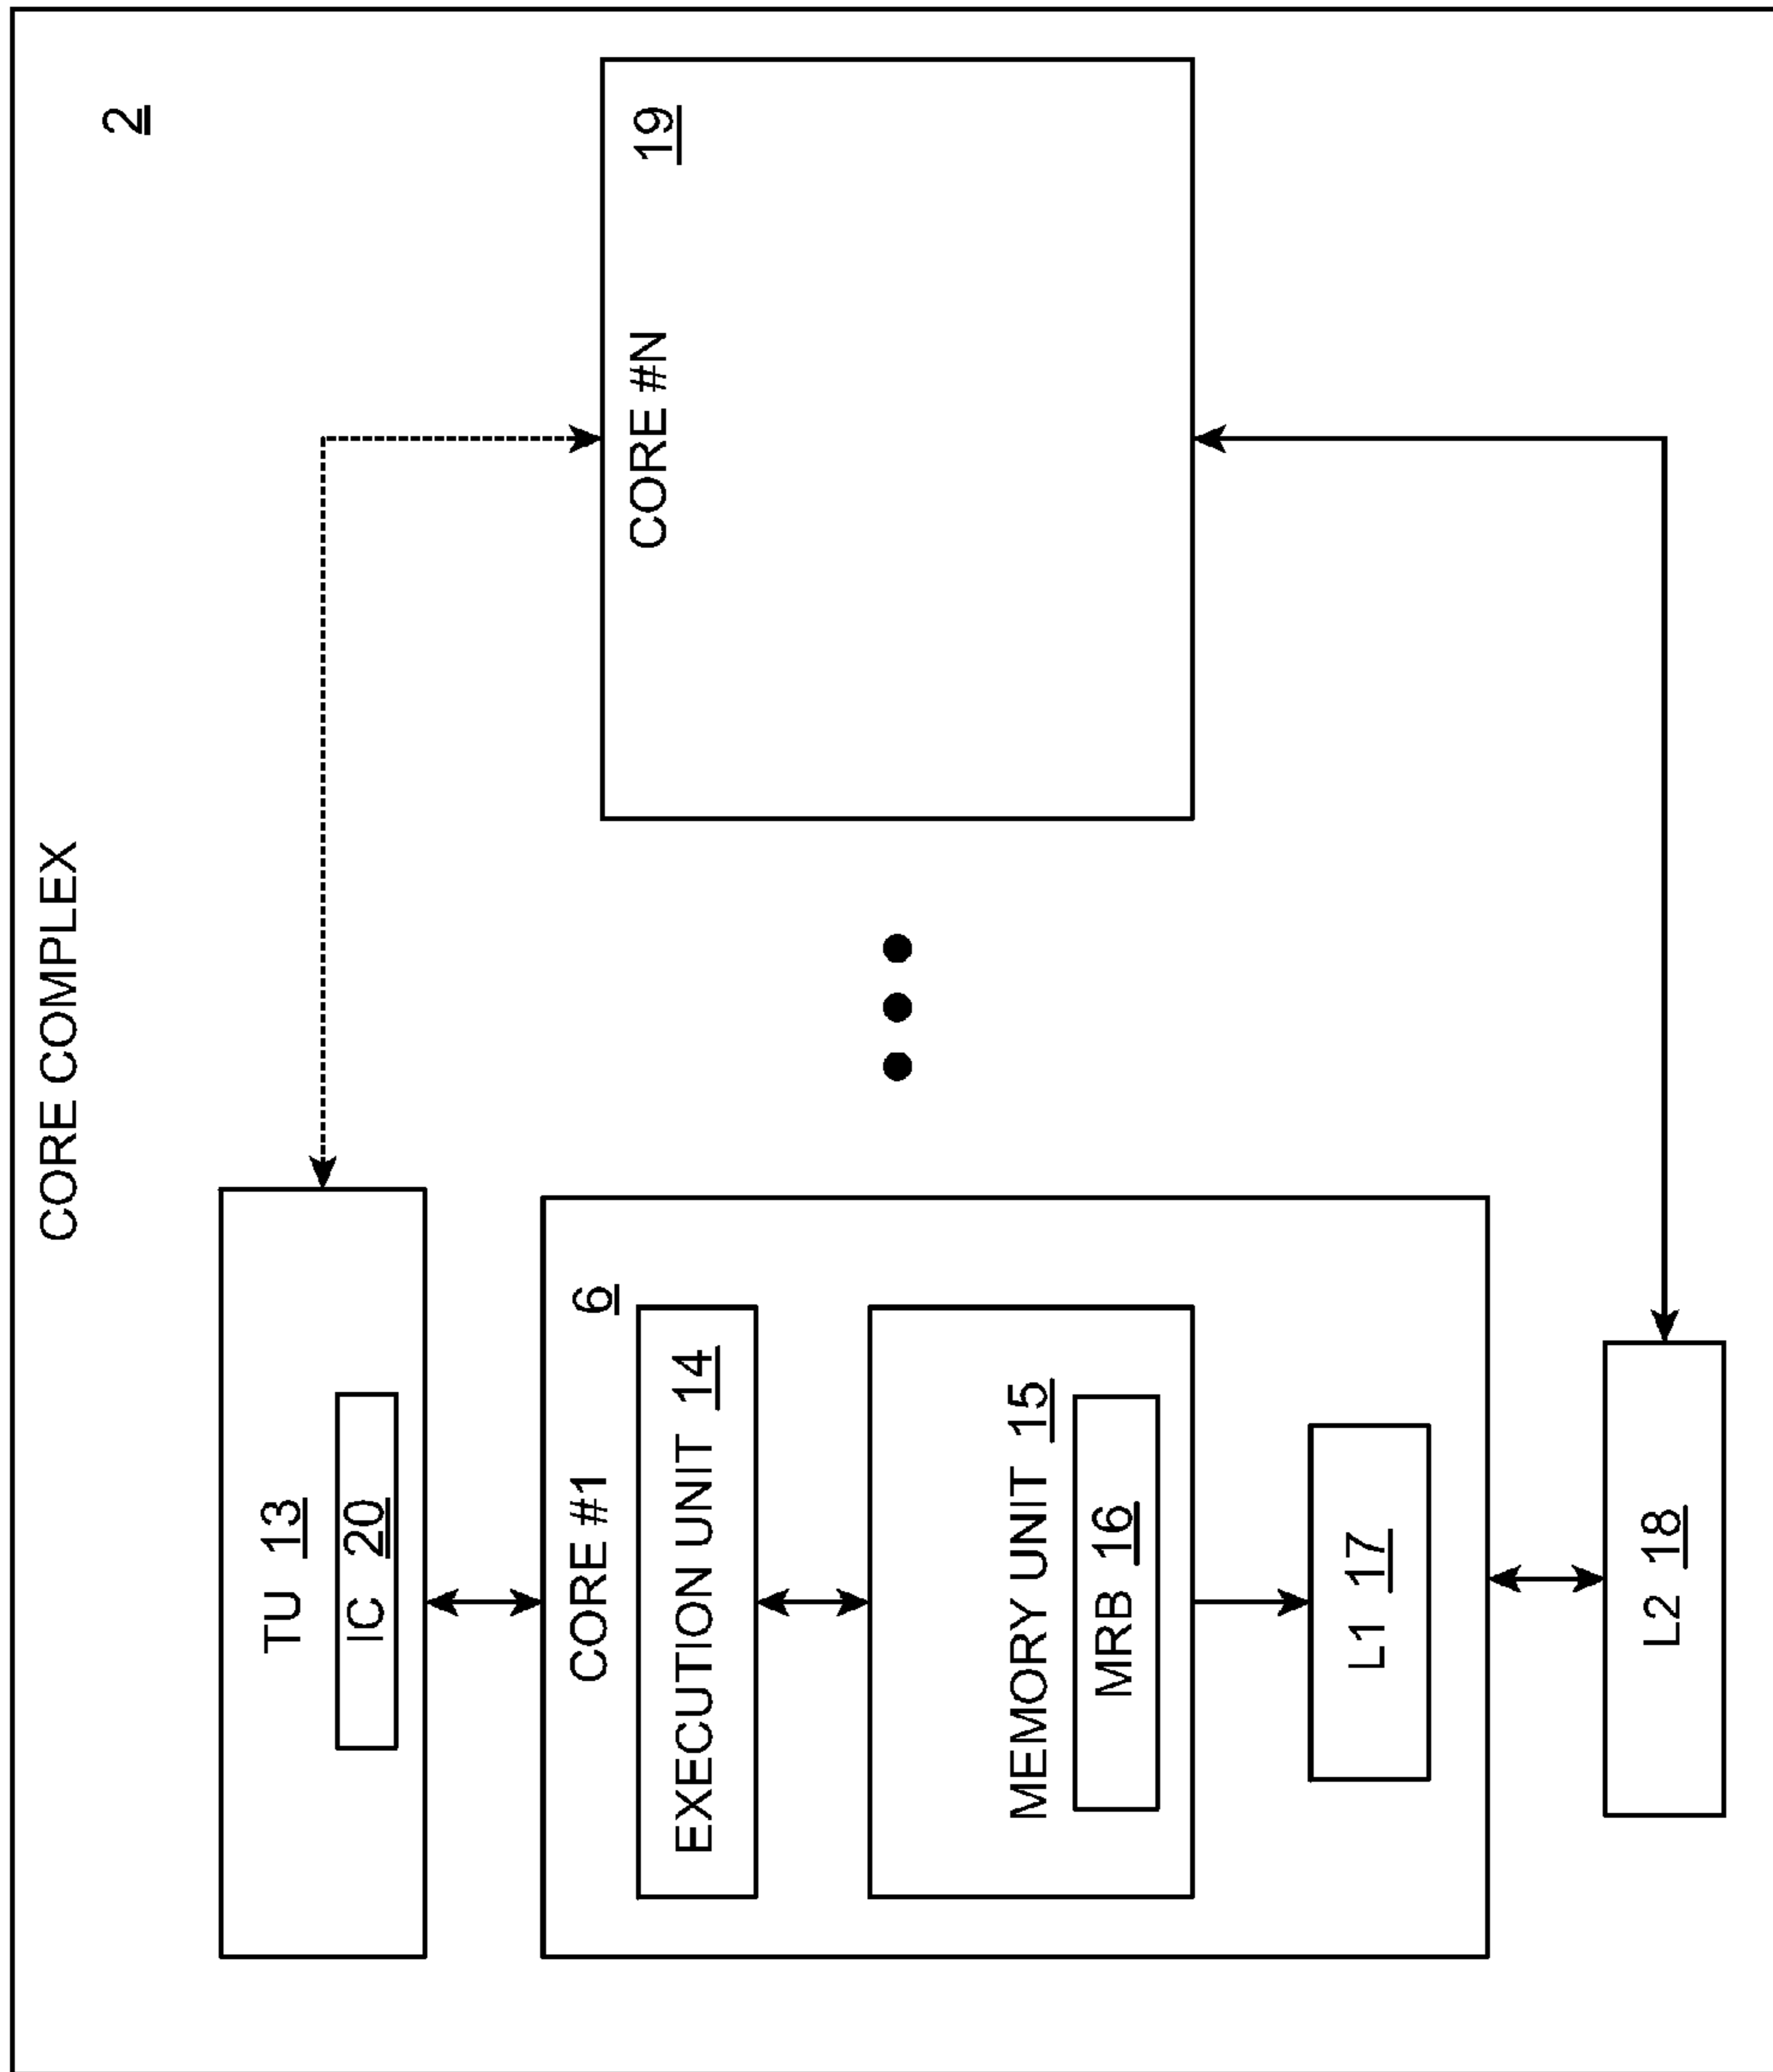 CORE COMPLEX
2
TU 13
IC 20
CORE #1
6
EXECUTION UNIT 14
MEMORY UNIT 15
MRB 16
L1 17
L2 18
CORE #N
19